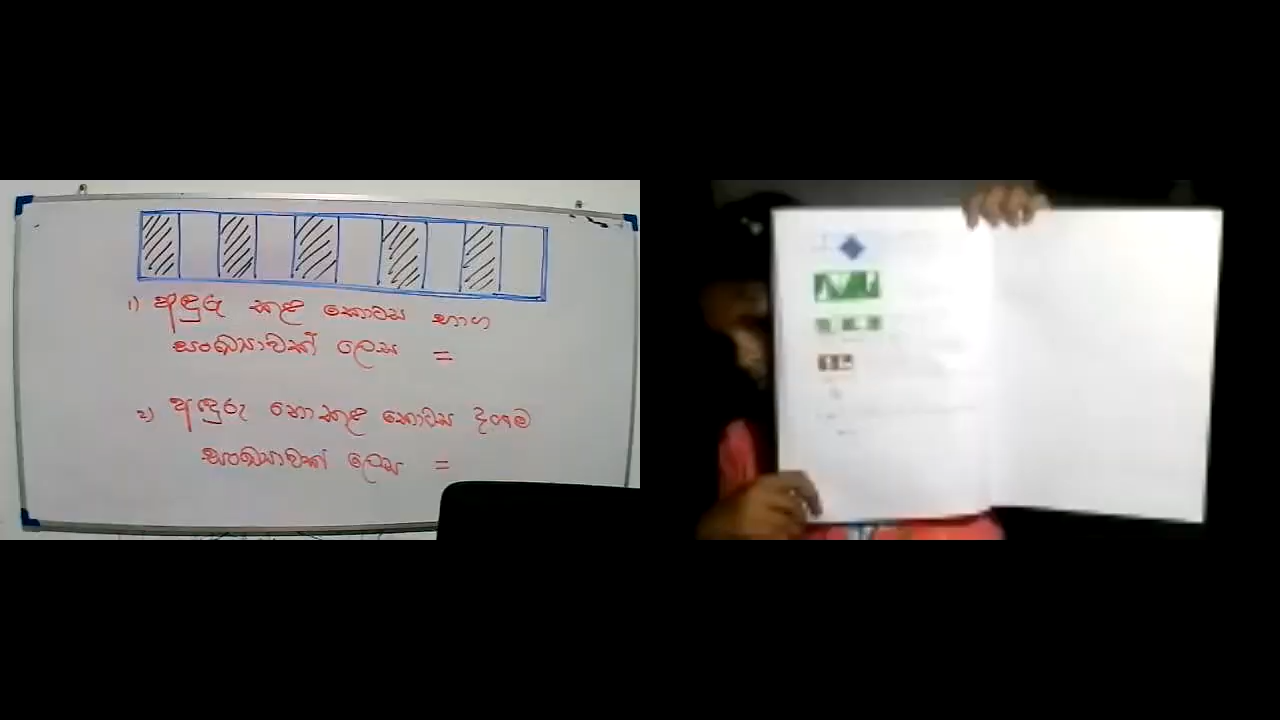 1) අඳුරු කළ කොටස භාග
සංඛ්‍යාවක් ලෙස =
2) අඳුරු නොකළ කොටස දශම
සංඛ්‍යාවක් ලෙස =